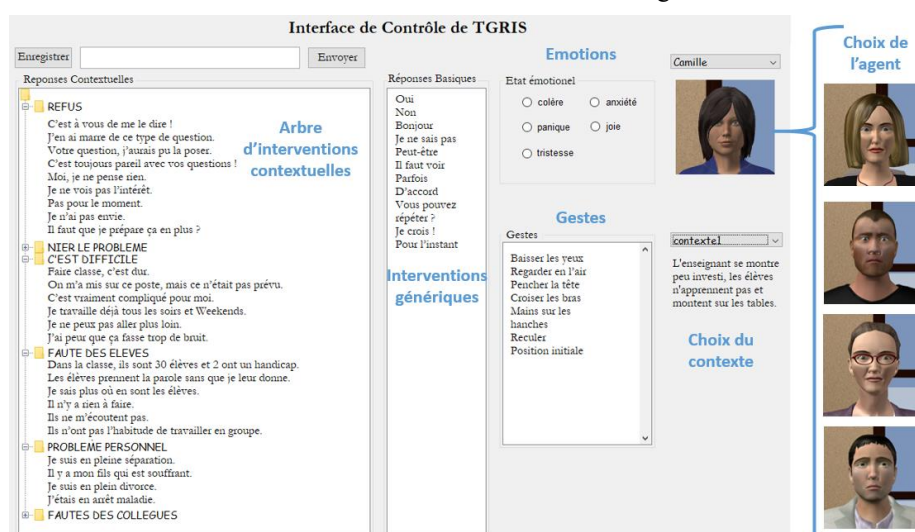 Interface de Contrôle de TGRIS
Enregistrer
Envoyer
Reponses Contextuelles
REFUS
C'est à vous de me le dire !
J'en ai marre de ce type de question.
Votre question, j'aurais pu la poser.
C'est toujours pareil avec vos questions !
Moi, je ne pense rien.
Je ne vois pas l'intérêt.
Pas pour le moment.
Je n'ai pas envie.
Il faut que je prépare ça en plus ?
NIER LE PROBLEME
C'EST DIFFICILE
Faire classe, c'est dur.
On m'a mis sur ce poste, mais ce n'était pas prévu.
C'est vraiment compliqué pour moi.
Je travaille déjà tous les soirs et Weekends.
Je ne peux pas aller plus loin.
J'ai peur que ça fasse trop de bruit.
FAUTE DES ELEVES
Dans la classe, ils sont 30 élèves et 2 ont un handicap.
Les élèves prennent la parole sans que je leur donne.
Je sais plus où en sont les élèves.
Il n'y a rien à faire.
Ils ne m'écoutent pas.
Ils n'ont pas l'habitude de travailler en groupe.
PROBLEME PERSONNEL
Je suis en pleine séparation.
Il y a mon fils qui est souffrant.
Je suis en plein divorce.
J'étais en arrêt maladie.
FAUTES DES COLLEGUES
Arbre
d'interventions
contextuelles
Réponses Basiques
Oui
Non
Bonjour
Je ne sais pas
Peut-être
Il faut voir
Parfois
D'accord
Vous pouvez
répéter ?
Je crois !
Pour l'instant
Interventions
génériques
Emotions
Etat émotionel
colère
anxiété
panique
joie
tristesse
Gestes
Gestes
Baisser les yeux
Regarder en l'air
Pencher la tête
Croiser les bras
Mains sur les
hanches
Reculer
Position initiale
Camille
contexte1
L'enseignant se montre
peu investi, les élèves
n'apprennent pas et
montent sur les tables.
Choix du
contexte
Choix de
l'agent